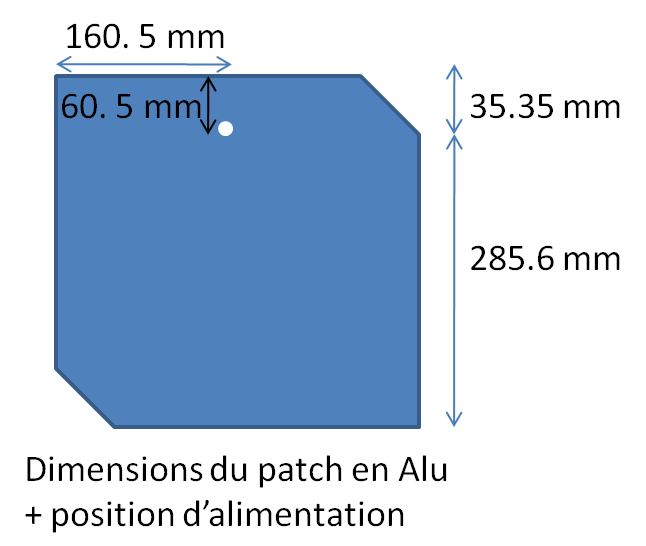 160. 5 mm
60. 5 mm
35.35 mm
285.6 mm
Dimensions du patch en Alu
+ position d’alimentation